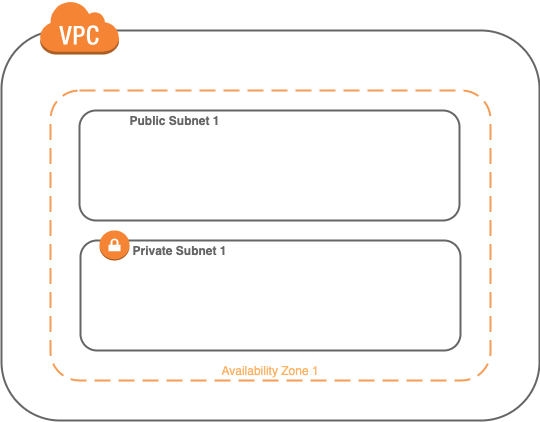 VPC
Public Subnet 1
Private Subnet 1
Availability Zone 1